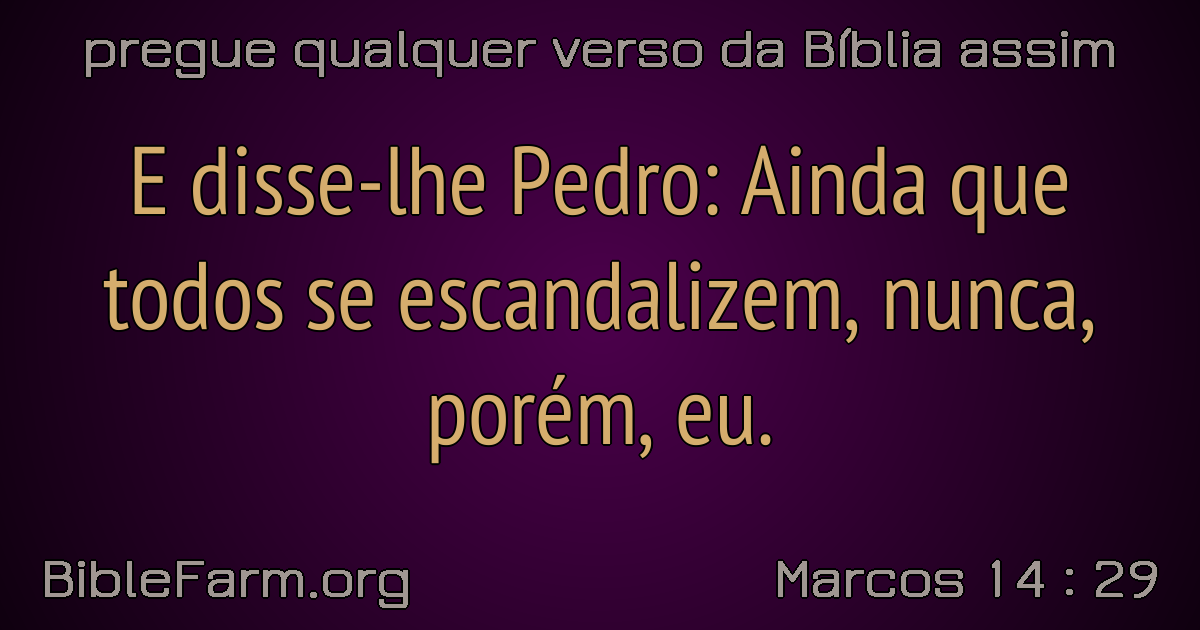 pregue qualquer verso da Bíblia assim
E disse-lhe Pedro: Ainda que
todos se escandalizem, nunca,
porém, eu.
BibleFarm.org
Marcos 14 : 29